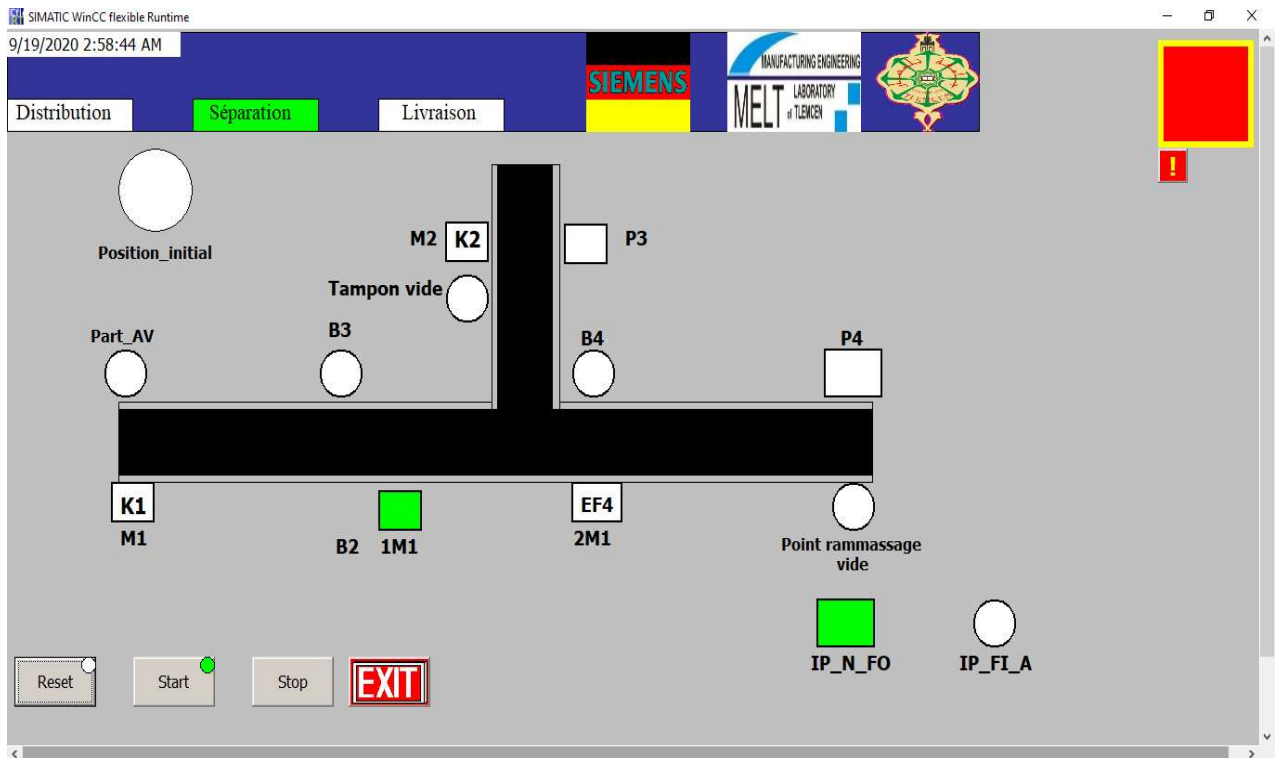 SIMATIC WinCC flexible Runtime
9/19/2020 2:58:44 AM
SIEMENS
MANUFACTURING ENGINEERING
MELT LABORATORY
of TLEMCEN
Distribution
Séparation
Livraison
!
Position_initial
M2
K2
P3
Tampon vide
Part_AV
B3
B4
P4
K1
M1
B2
1M1
EF4
2M1
Point rammassage
vide
IP_N_FO
IP_FI_A
Reset
Start
Stop
EXIT